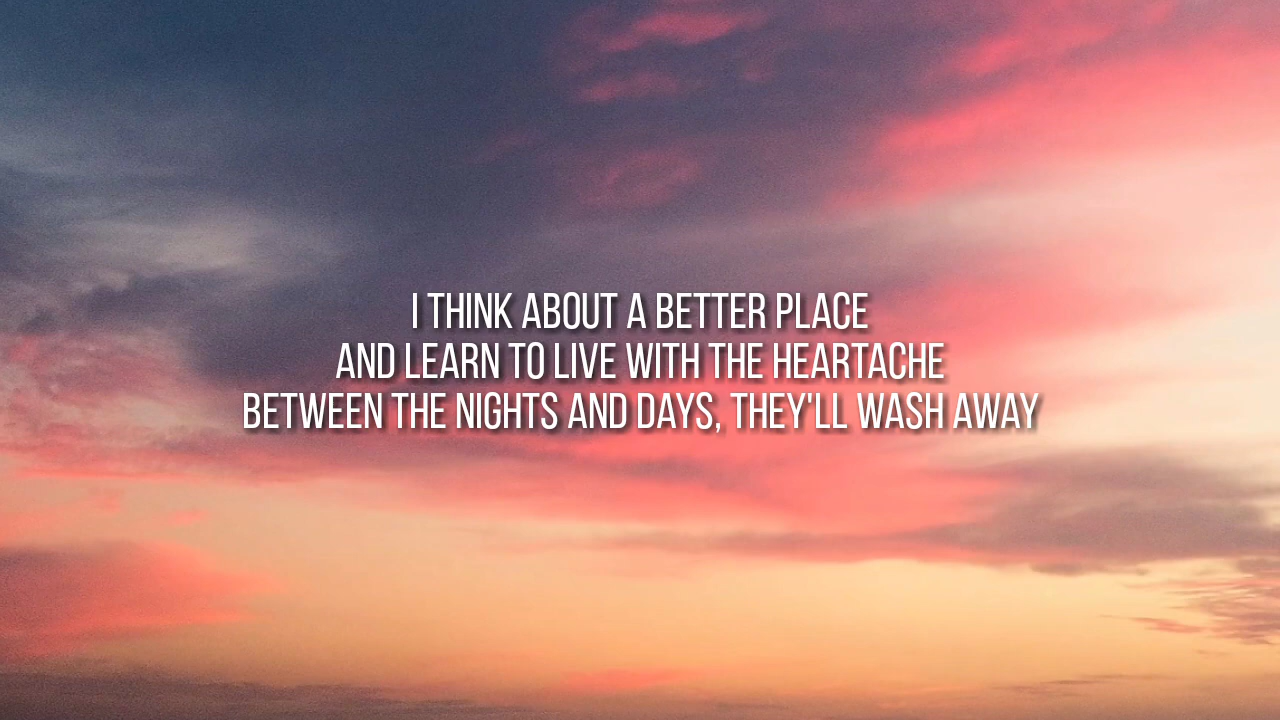 I THINK ABOUT A BETTER PLACE
AND LEARN TO LIVE WITH THE HEARTACHE
BETWEEN THE NIGHTS AND DAYS, THEY'LL WASH AWAY